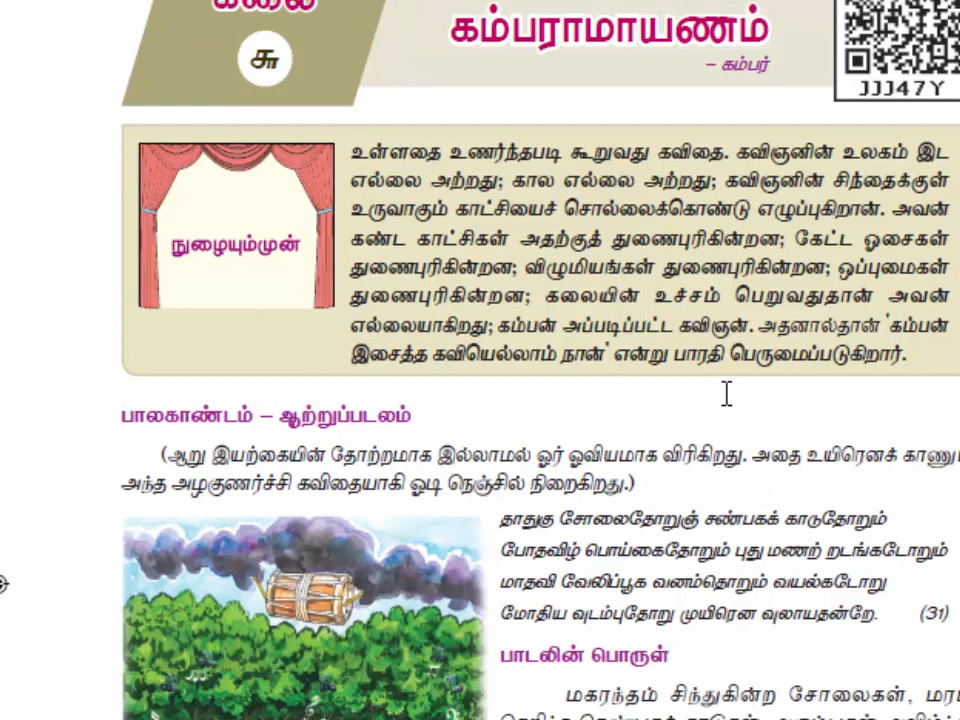 கலை
கூ
கம்பராமாயணம்
– கம்பர்
JJJ47Y
நுழையும்முன்
உள்ளதை உணர்ந்தபடி கூறுவது கவிதை. கவிஞனின் உலகம் இட
எல்லை அற்றது; கால எல்லை அற்றது; கவிஞனின் சிந்தைக்குள்
உருவாகும் காட்சியைச் சொல்லைக்கொண்டு எழுப்புகிறான். அவன்
கண்ட காட்சிகள் அதற்குத் துணைபுரிகின்றன; கேட்ட ஓசைகள்
துணைபுரிகின்றன; விழுமியங்கள் துணைபுரிகின்றன; ஒப்புமைகள்
துணைபுரிகின்றன; கலையின் உச்சம் பெறுவதுதான் அவன்
எல்லையாகிறது; கம்பன் அப்படிப்பட்ட கவிஞன். அதனால்தான் 'கம்பன்
இசைத்த கவியெல்லாம் நான்' என்று பாரதி பெருமைப்படுகிறார்.
பாலகாண்டம் – ஆற்றுப்படலம்
(ஆறு இயற்கையின் தோற்றமாக இல்லாமல் ஓர் ஓவியமாக விரிகிறது. அதை உயிரெனக்
அந்த அழகுணர்ச்சி கவிதையாகி ஓடி நெஞ்சில் நிறைகிறது.)
தாதுகு சோலைதோறுஞ் சண்பகக் காடுதோறும்
போதவிழ் பொய்கைதோறும் புது மணற் றடங்கடோறும்
மாதவி வேலிப்பூக வனம்தொறும் வயல்கடோறு
மோதிய வுடம்புதோறு முயிரென வுலாயதன்றே. (31)
பாடலின் பொருள்
மகரந்தம் சிந்துகின்ற சோலைகள்,